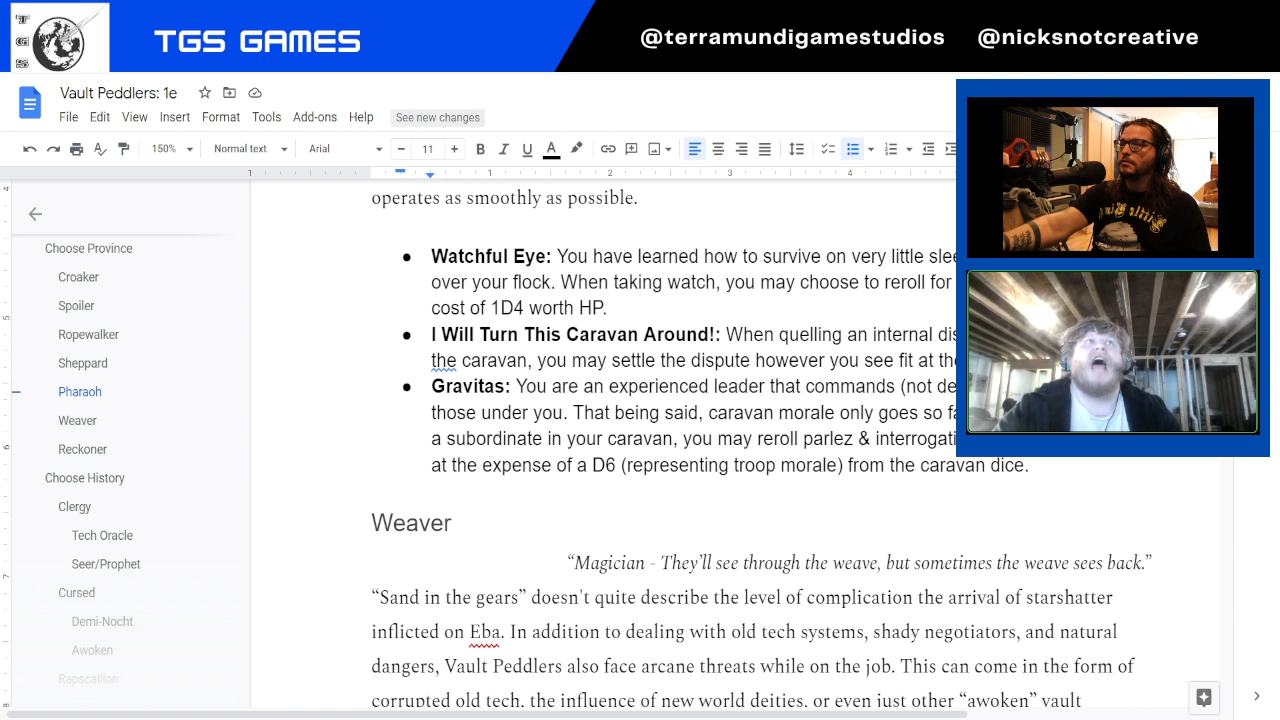 T
G
S
TGS GAMES
@terramundigamestudios @nicksnotcreative
Vault Peddlers: 1e
File Edit View Insert Format Tools Add-ons Help See new changes
150% Normal text Arial 11 B I U A
1 1 2 3 4
operates as smoothly as possible.
Choose Province
Croaker
Spoiler
Ropewalker
Sheppard
Pharaoh
Weaver
Reckoner
Choose History
Clergy
Tech Oracle
Seer/Prophet
Cursed
Demi-Nocht
Awoken
Rapscallion
4
5
6
7
8
● Watchful Eye: You have learned how to survive on very little
over your flock. When taking watch, you may choose to reroll for
cost of 1D4 worth HP.
● I Will Turn This Caravan Around!: When quelling an internal
the caravan, you may settle the dispute however you see fit at
● Gravitas: You are an experienced leader that commands (not
those under you. That being said, caravan morale only goes so
a subordinate in your caravan, you may reroll parlez &
at the expense of a D6 (representing troop morale) from the caravan dice.
Weaver
“Magician - They’ll see through the weave, but sometimes the weave sees back.”
“Sand in the gears” doesn't quite describe the level of complication the arrival of starshatter
inflicted on Eba. In addition to dealing with old tech systems, shady negotiators, and natural
dangers, Vault Peddlers also face arcane threats while on the job. This can come in the form of
corrupted old tech, the influence of new world deities, or even just other “awoken” vault